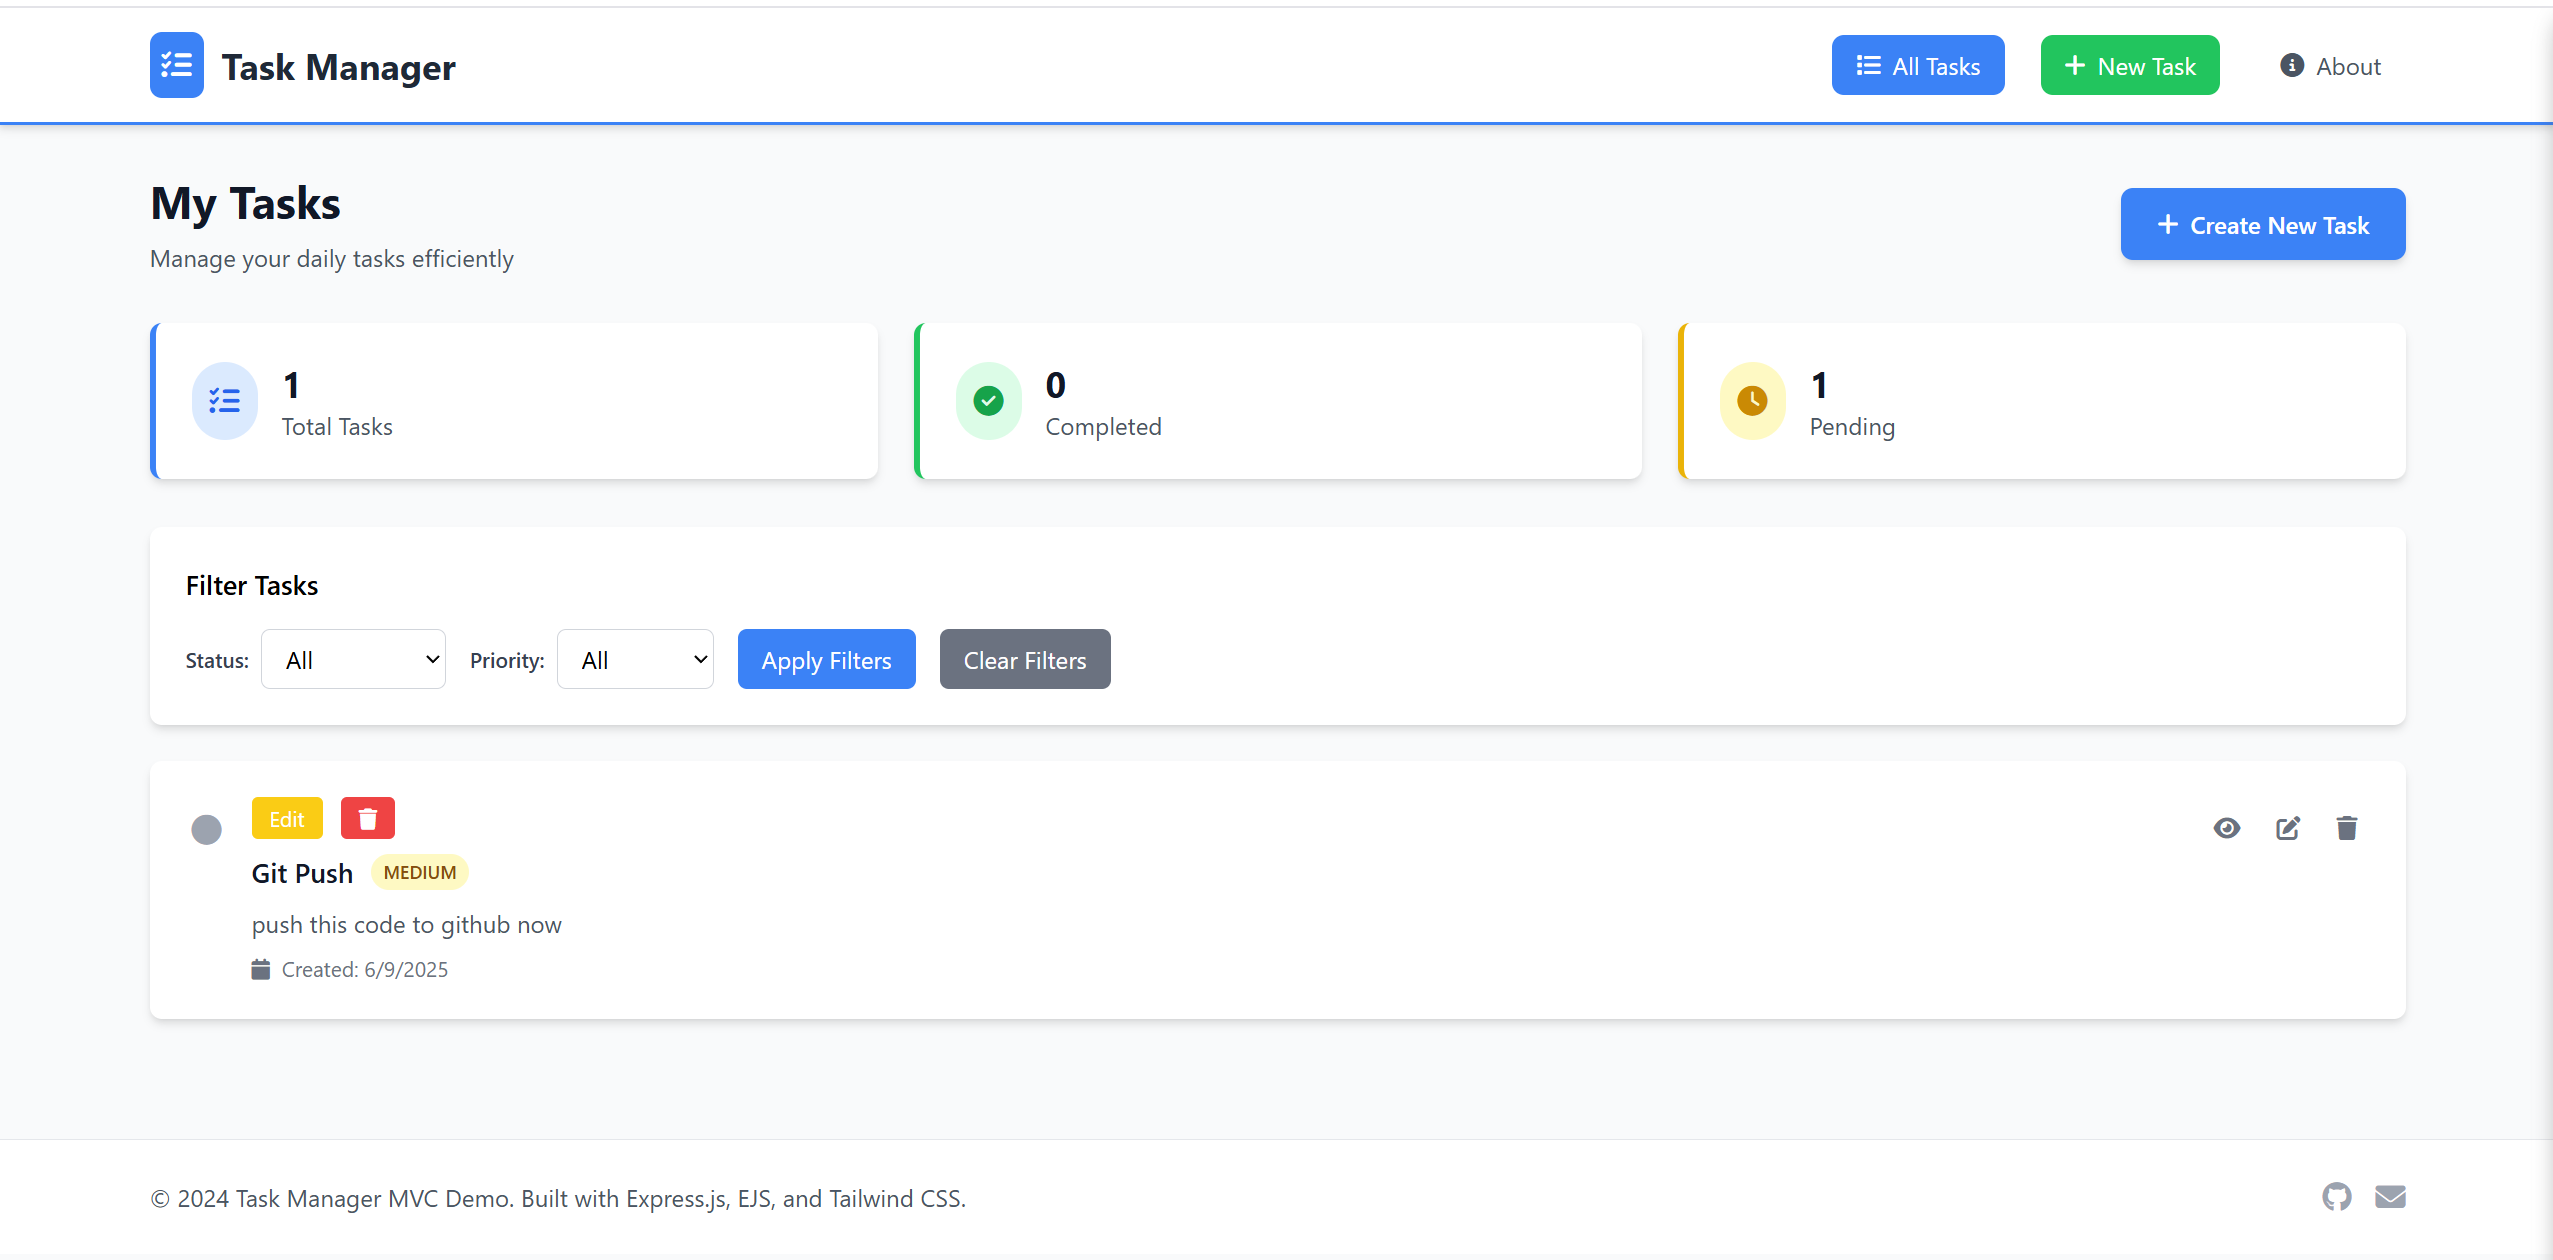 Task Manager
All Tasks
New Task
About
My Tasks
Manage your daily tasks efficiently
Create New Task
1
Total Tasks
0
Completed
1
Pending
Filter Tasks
Status: All Priority: All Apply Filters Clear Filters
Edit
Git Push MEDIUM
push this code to github now
Created: 6/9/2025
© 2024 Task Manager MVC Demo. Built with Express.js, EJS, and Tailwind CSS.